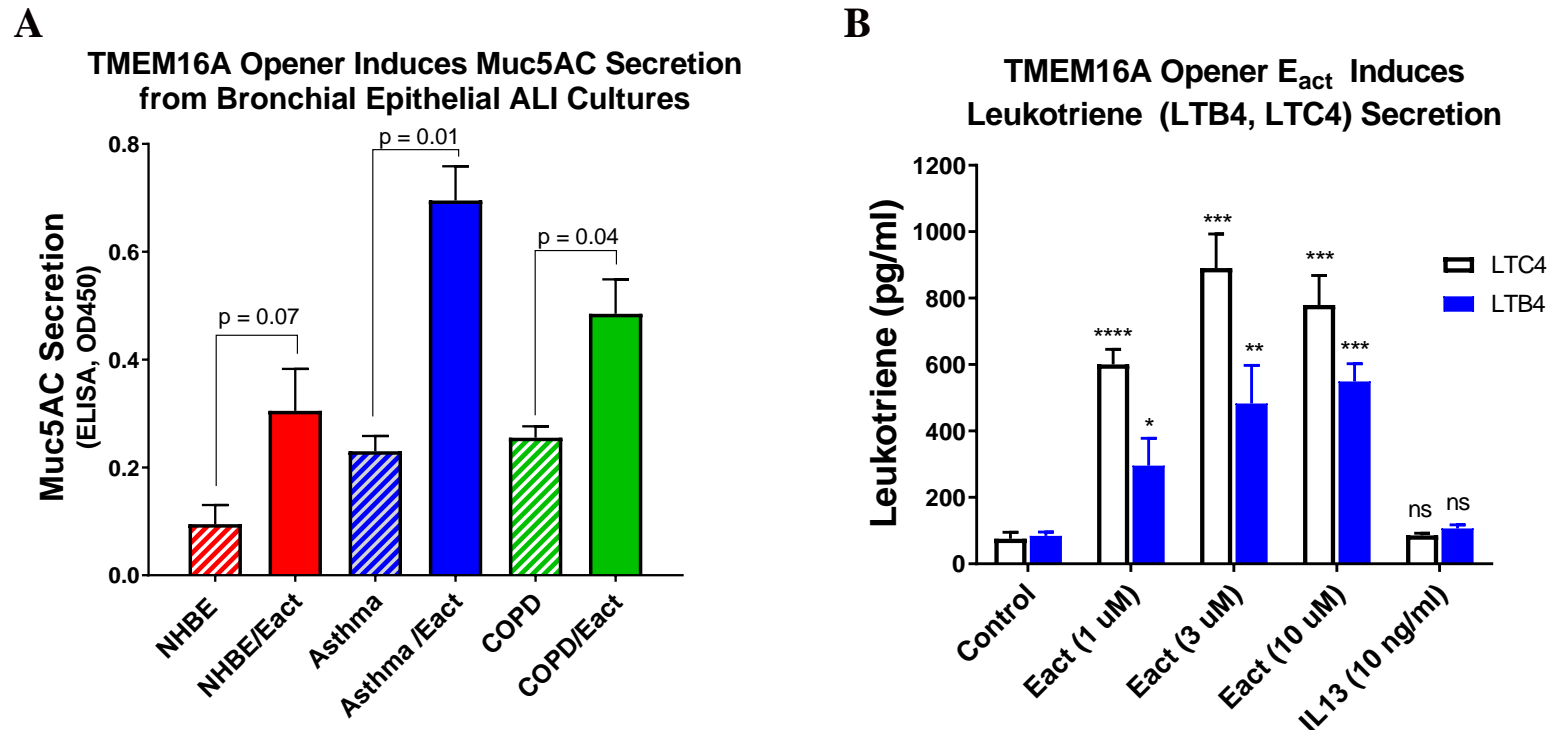 A
TMEM16A Opener Induces Muc5AC Secretion
from Bronchial Epithelial ALI Cultures
Muc5AC Secretion
(ELISA, OD450)
0.8
0.6
0.4
0.2
0.0
p = 0.07
p = 0.01
p = 0.04
NHBE
NHBE/Eact
Asthma
Asthma /Eact
COPD
COPD/Eact
B
TMEM16A Opener Eact Induces
Leukotriene (LTB4, LTC4) Secretion
Leukotriene (pg/ml)
1200
1000
800
600
400
200
0
****
*
***
**
***
***
ns
ns
LTC4
LTB4
Control
Eact (1 uM)
Eact (3 uM)
Eact (10 uM)
IL13 (10 ng/ml)